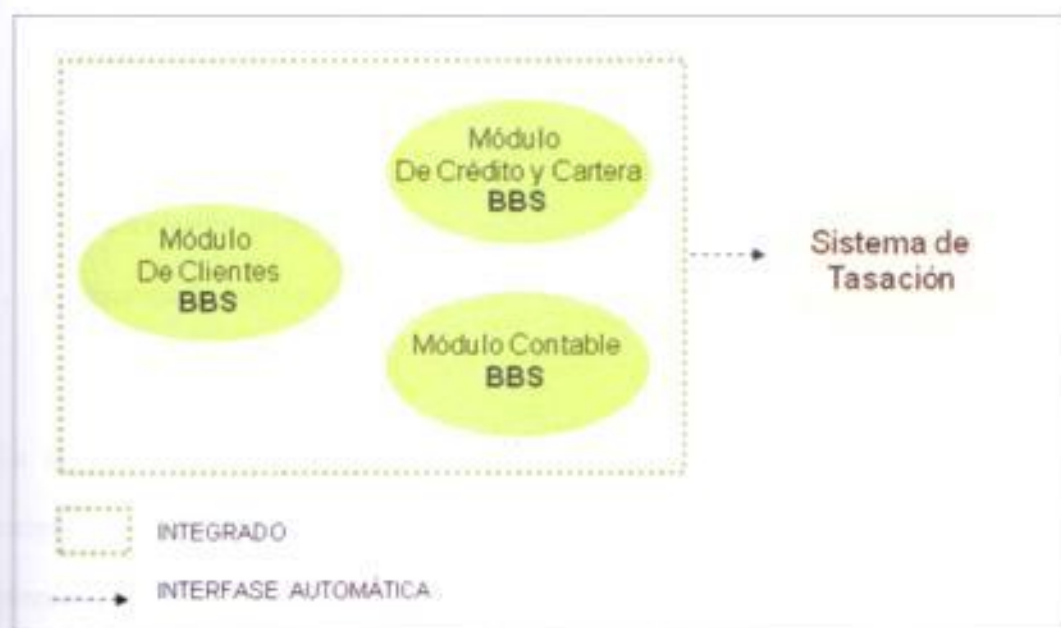 Módulo
De Crédito y Cartera
BBS
Módulo
De Clientes
BBS
Módulo Contable
BBS
Sistema de
Tasación
INTEGRADO
INTERFASE AUTOMÁTICA